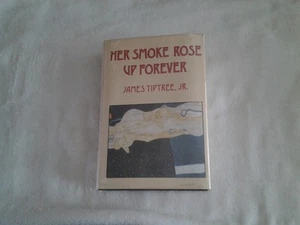 HER SMOKE ROSE
UP FOREVER
JAMES TIPTREE, JR.